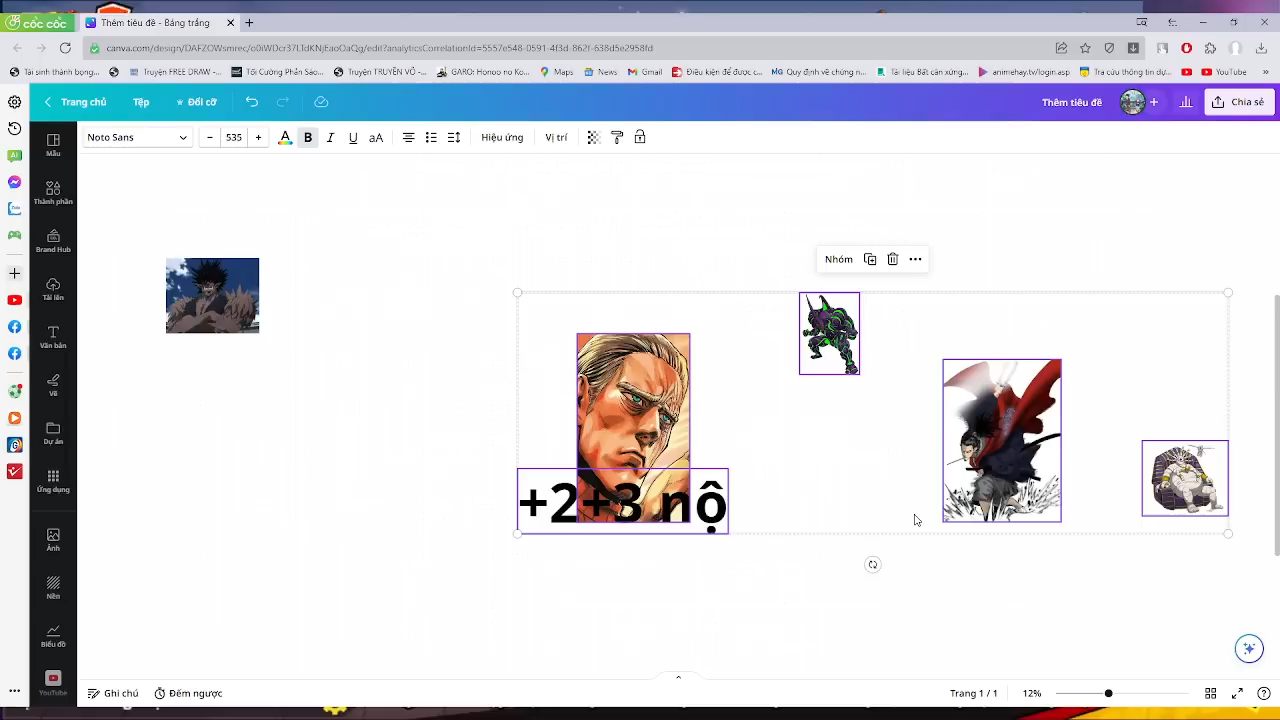 cốc cốc
Thêm tiêu đề - Bảng trắng
canva.com/design/DAFZOWsmrec/o0iWDcr37LTdKNjEaoOaQg/edit?analyticsCorrelationId=5557e548-0591-4f3d-862f-638d5e2958fd
Tái sinh thành bọng...
Truyện FREE DRAW -...
Tối Cường Phản Sáo...
Truyện TRUYỀN VÕ -...
GARO: Honoo no Ko...
Maps
News
Gmail
Điều kiện để được c...
Quy định về chủng n...
Tài liệu Bất cân xứng...
animehay.tv/login.asp
Tra cứu thông tin dự...
YouTube
Trang chủ
Tệp
Đổi cỡ
Thêm tiêu đề
Chia sẻ
Noto Sans
535
A
B
I
U
aA
Hiệu ứng
Vị trí
Mẫu
Thành phần
Brand Hub
Tải lên
Văn bản
Vẽ
Dự án
Ứng dụng
Ảnh
Nền
Biểu đồ
YouTube
Nhóm
+2+3 nộ
Ghi chú
Đếm ngược
Trang 1 / 1
12%